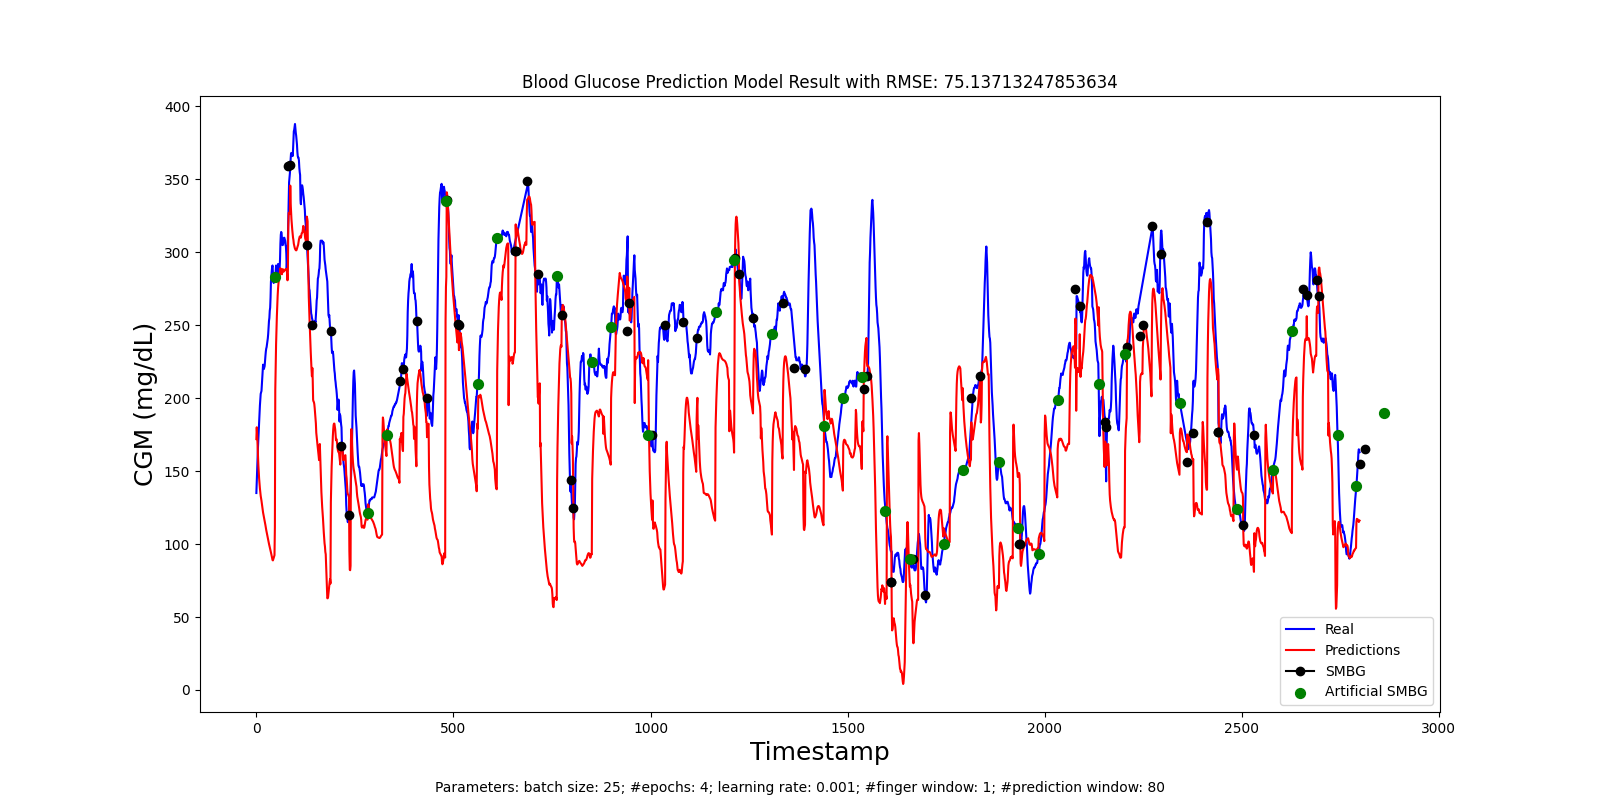 Blood Glucose Prediction Model Result with RMSE: 75.13713247853634
400
350
300
250
200
150
100
50
0
CGM (mg/dL)
0 500 1000 1500 2000 2500 3000
Timestamp
Real
Predictions
SMBG
Artificial SMBG
Parameters: batch size: 25; #epochs: 4; learning rate: 0.001; #finger window: 1; #prediction window: 80